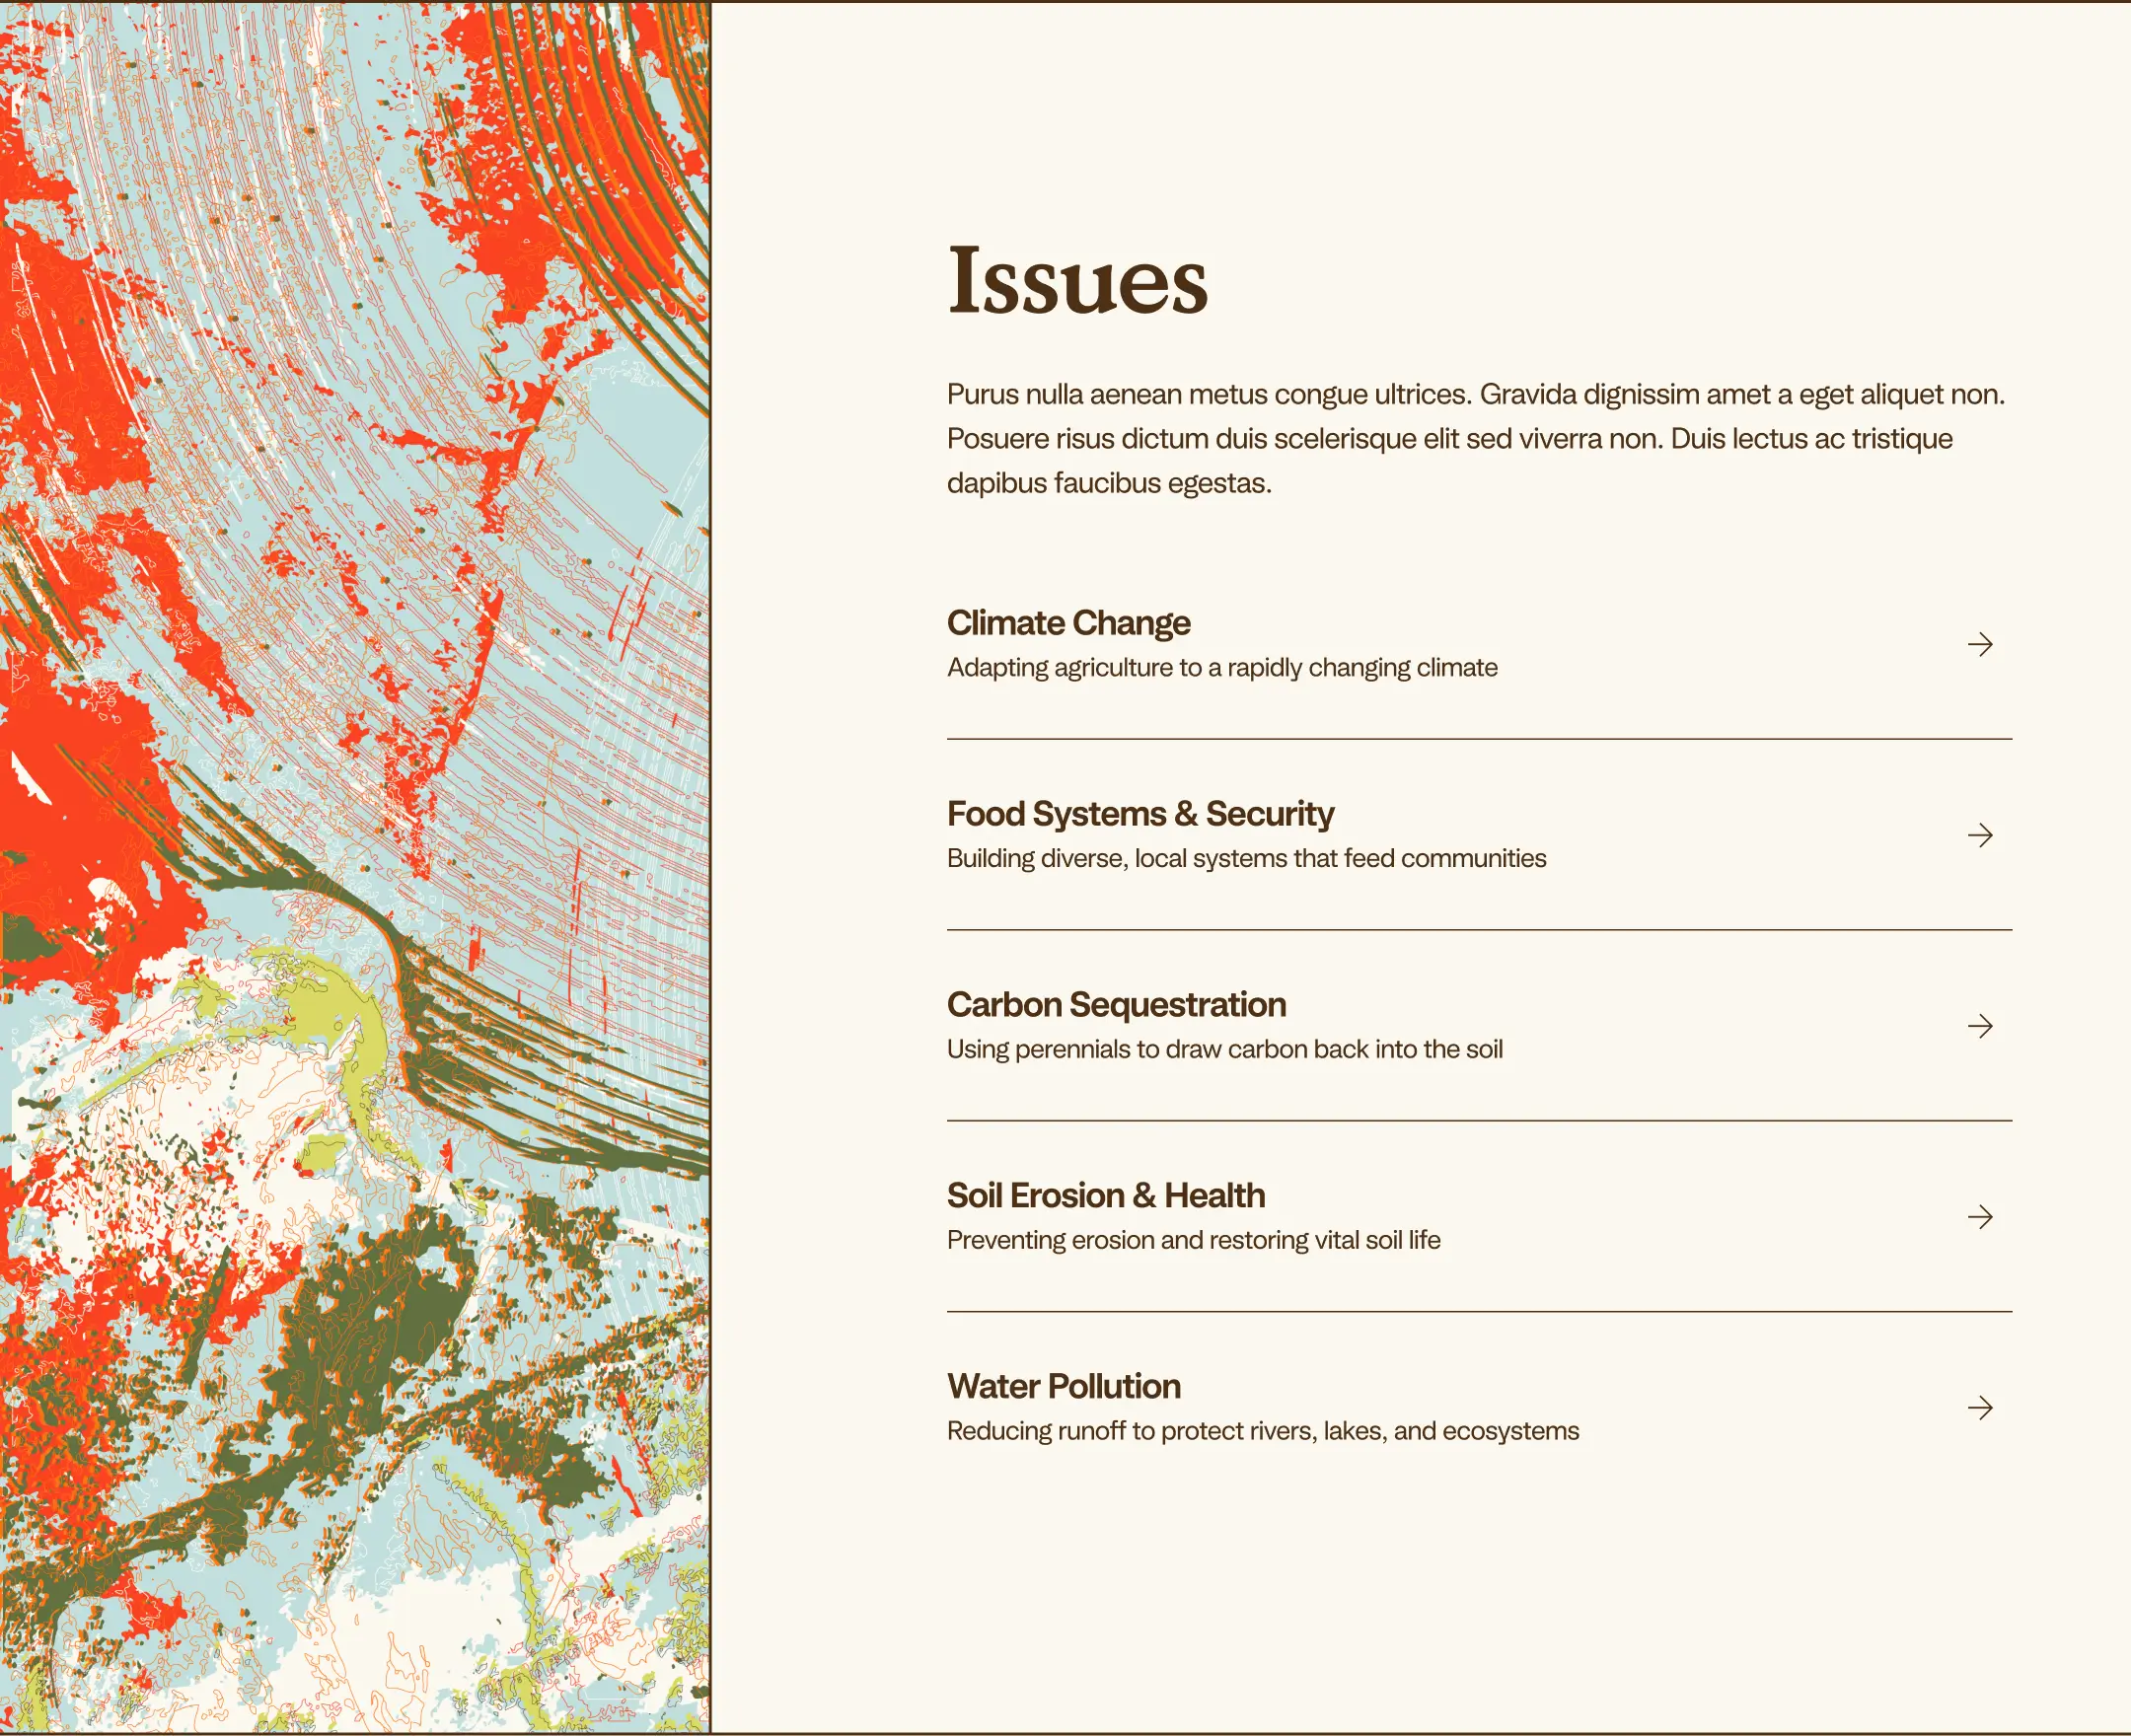 Issues
Purus nulla aenean metus congue ultrices. Gravida dignissim amet a eget aliquet non.
Posuere risus dictum duis scelerisque elit sed viverra non. Duis lectus ac tristique
dapibus faucibus egestas.
Climate Change
Adapting agriculture to a rapidly changing climate
Food Systems & Security
Building diverse, local systems that feed communities
Carbon Sequestration
Using perennials to draw carbon back into the soil
Soil Erosion & Health
Preventing erosion and restoring vital soil life
Water Pollution
Reducing runoff to protect rivers, lakes, and ecosystems